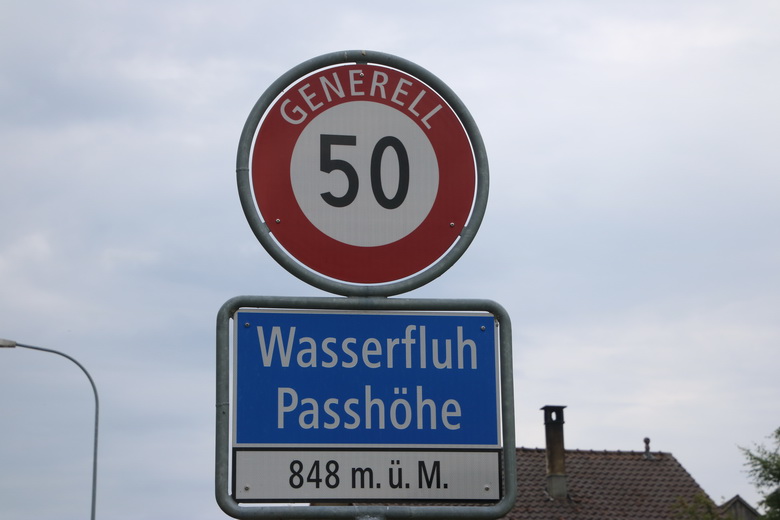 GENERELL
50
Wasserfluh
Passhöhe
848 m. ü. M.